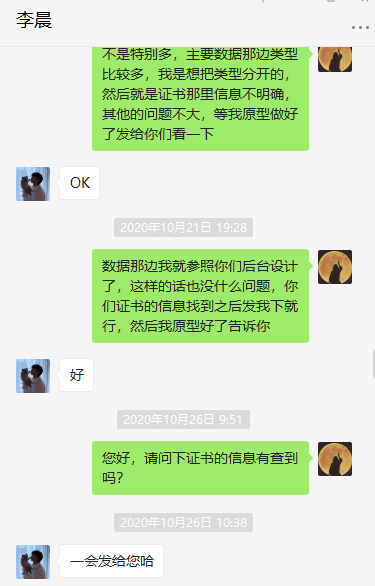 李晨
不是特别多，主要数据那边类型
比较多，我是想把类型分开的，
然后就是证书那里信息不明确，
其他的问题不大，等我原型做好
了发给你们看一下
OK
2020年10月21日 19:28
数据那边我就参照你们后台设计
了，这样的话也没什么问题，你
们证书的信息找到之后发我下就
行，然后我原型好了告诉你
好
2020年10月26日 9:51
您好，请问下证书的信息有查到
吗？
2020年10月26日 10:38
一会发给您哈